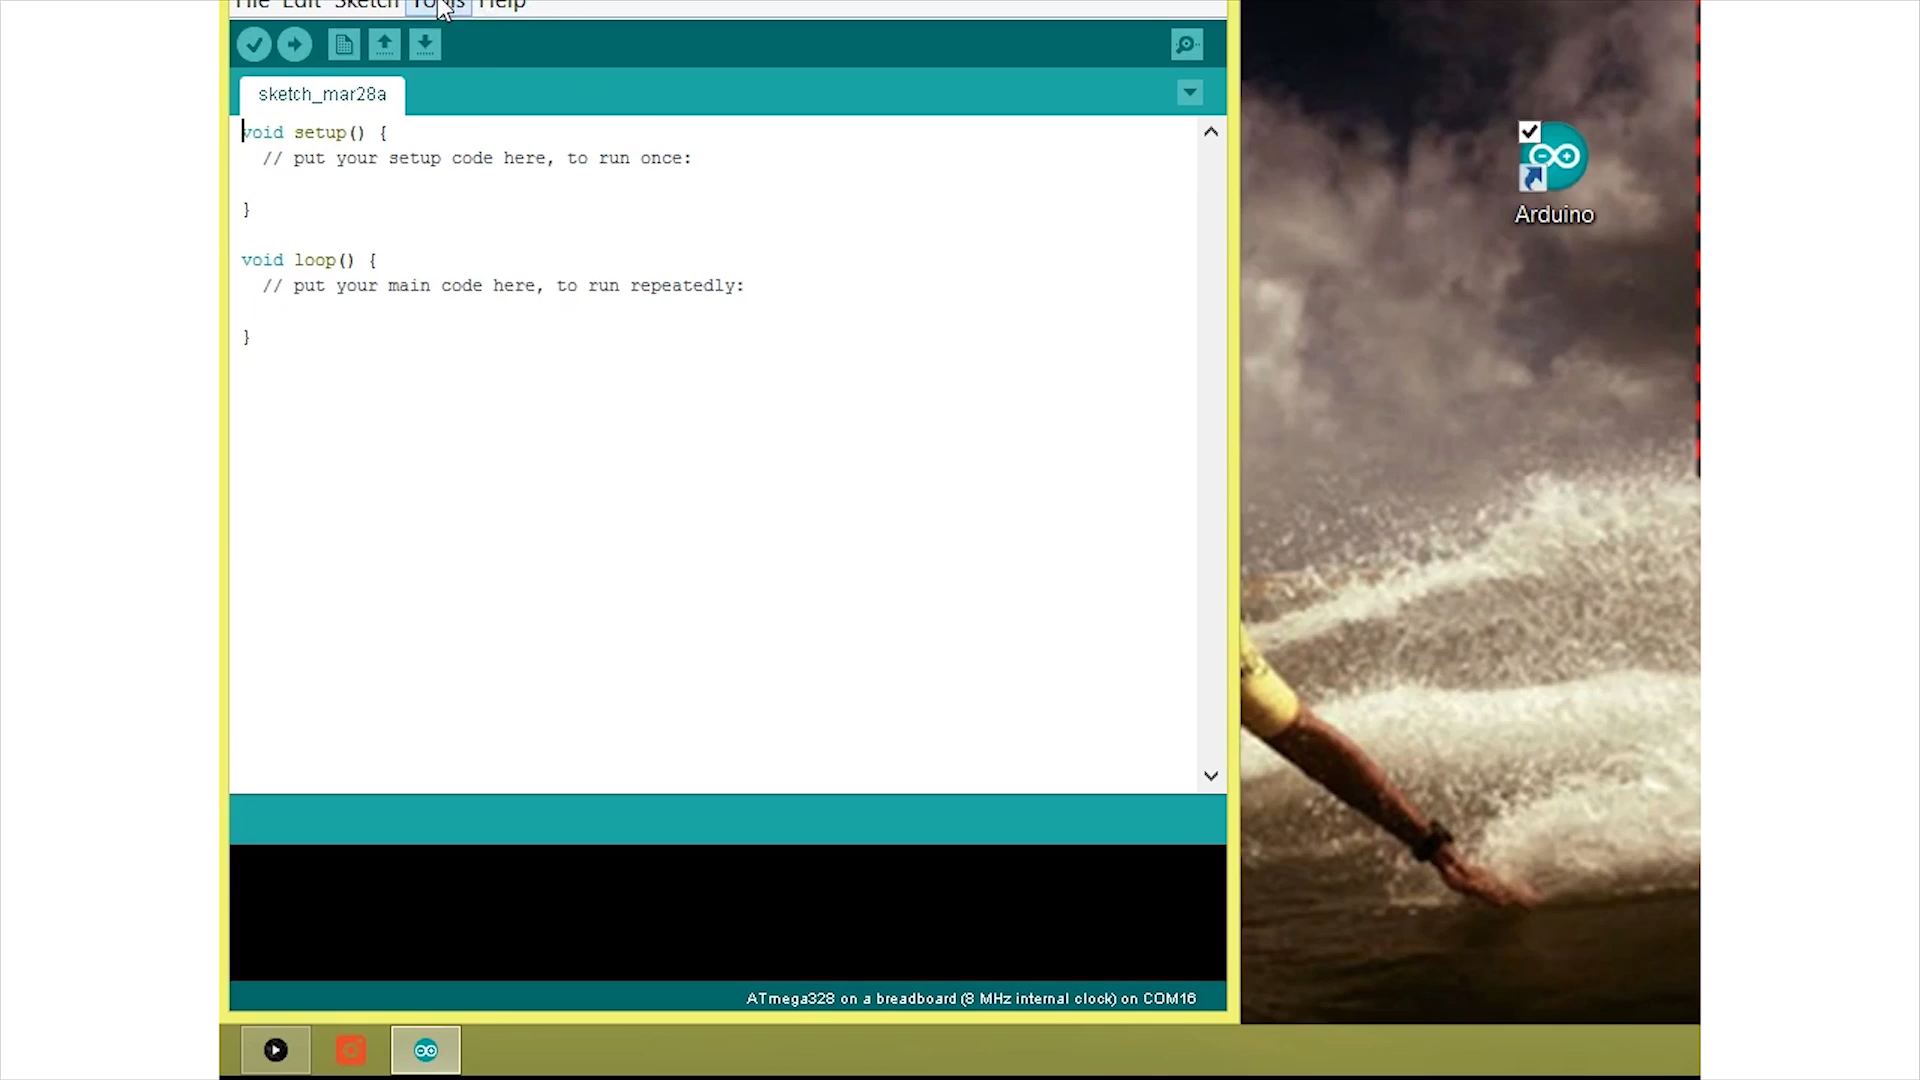 File Edit Sketch Tools Help
sketch_mar28a
void setup() {
  // put your setup code here, to run once:
}
void loop() {
  // put your main code here, to run repeatedly:
}
Arduino
ATmega328 on a breadboard (8 MHz internal clock) on COM16